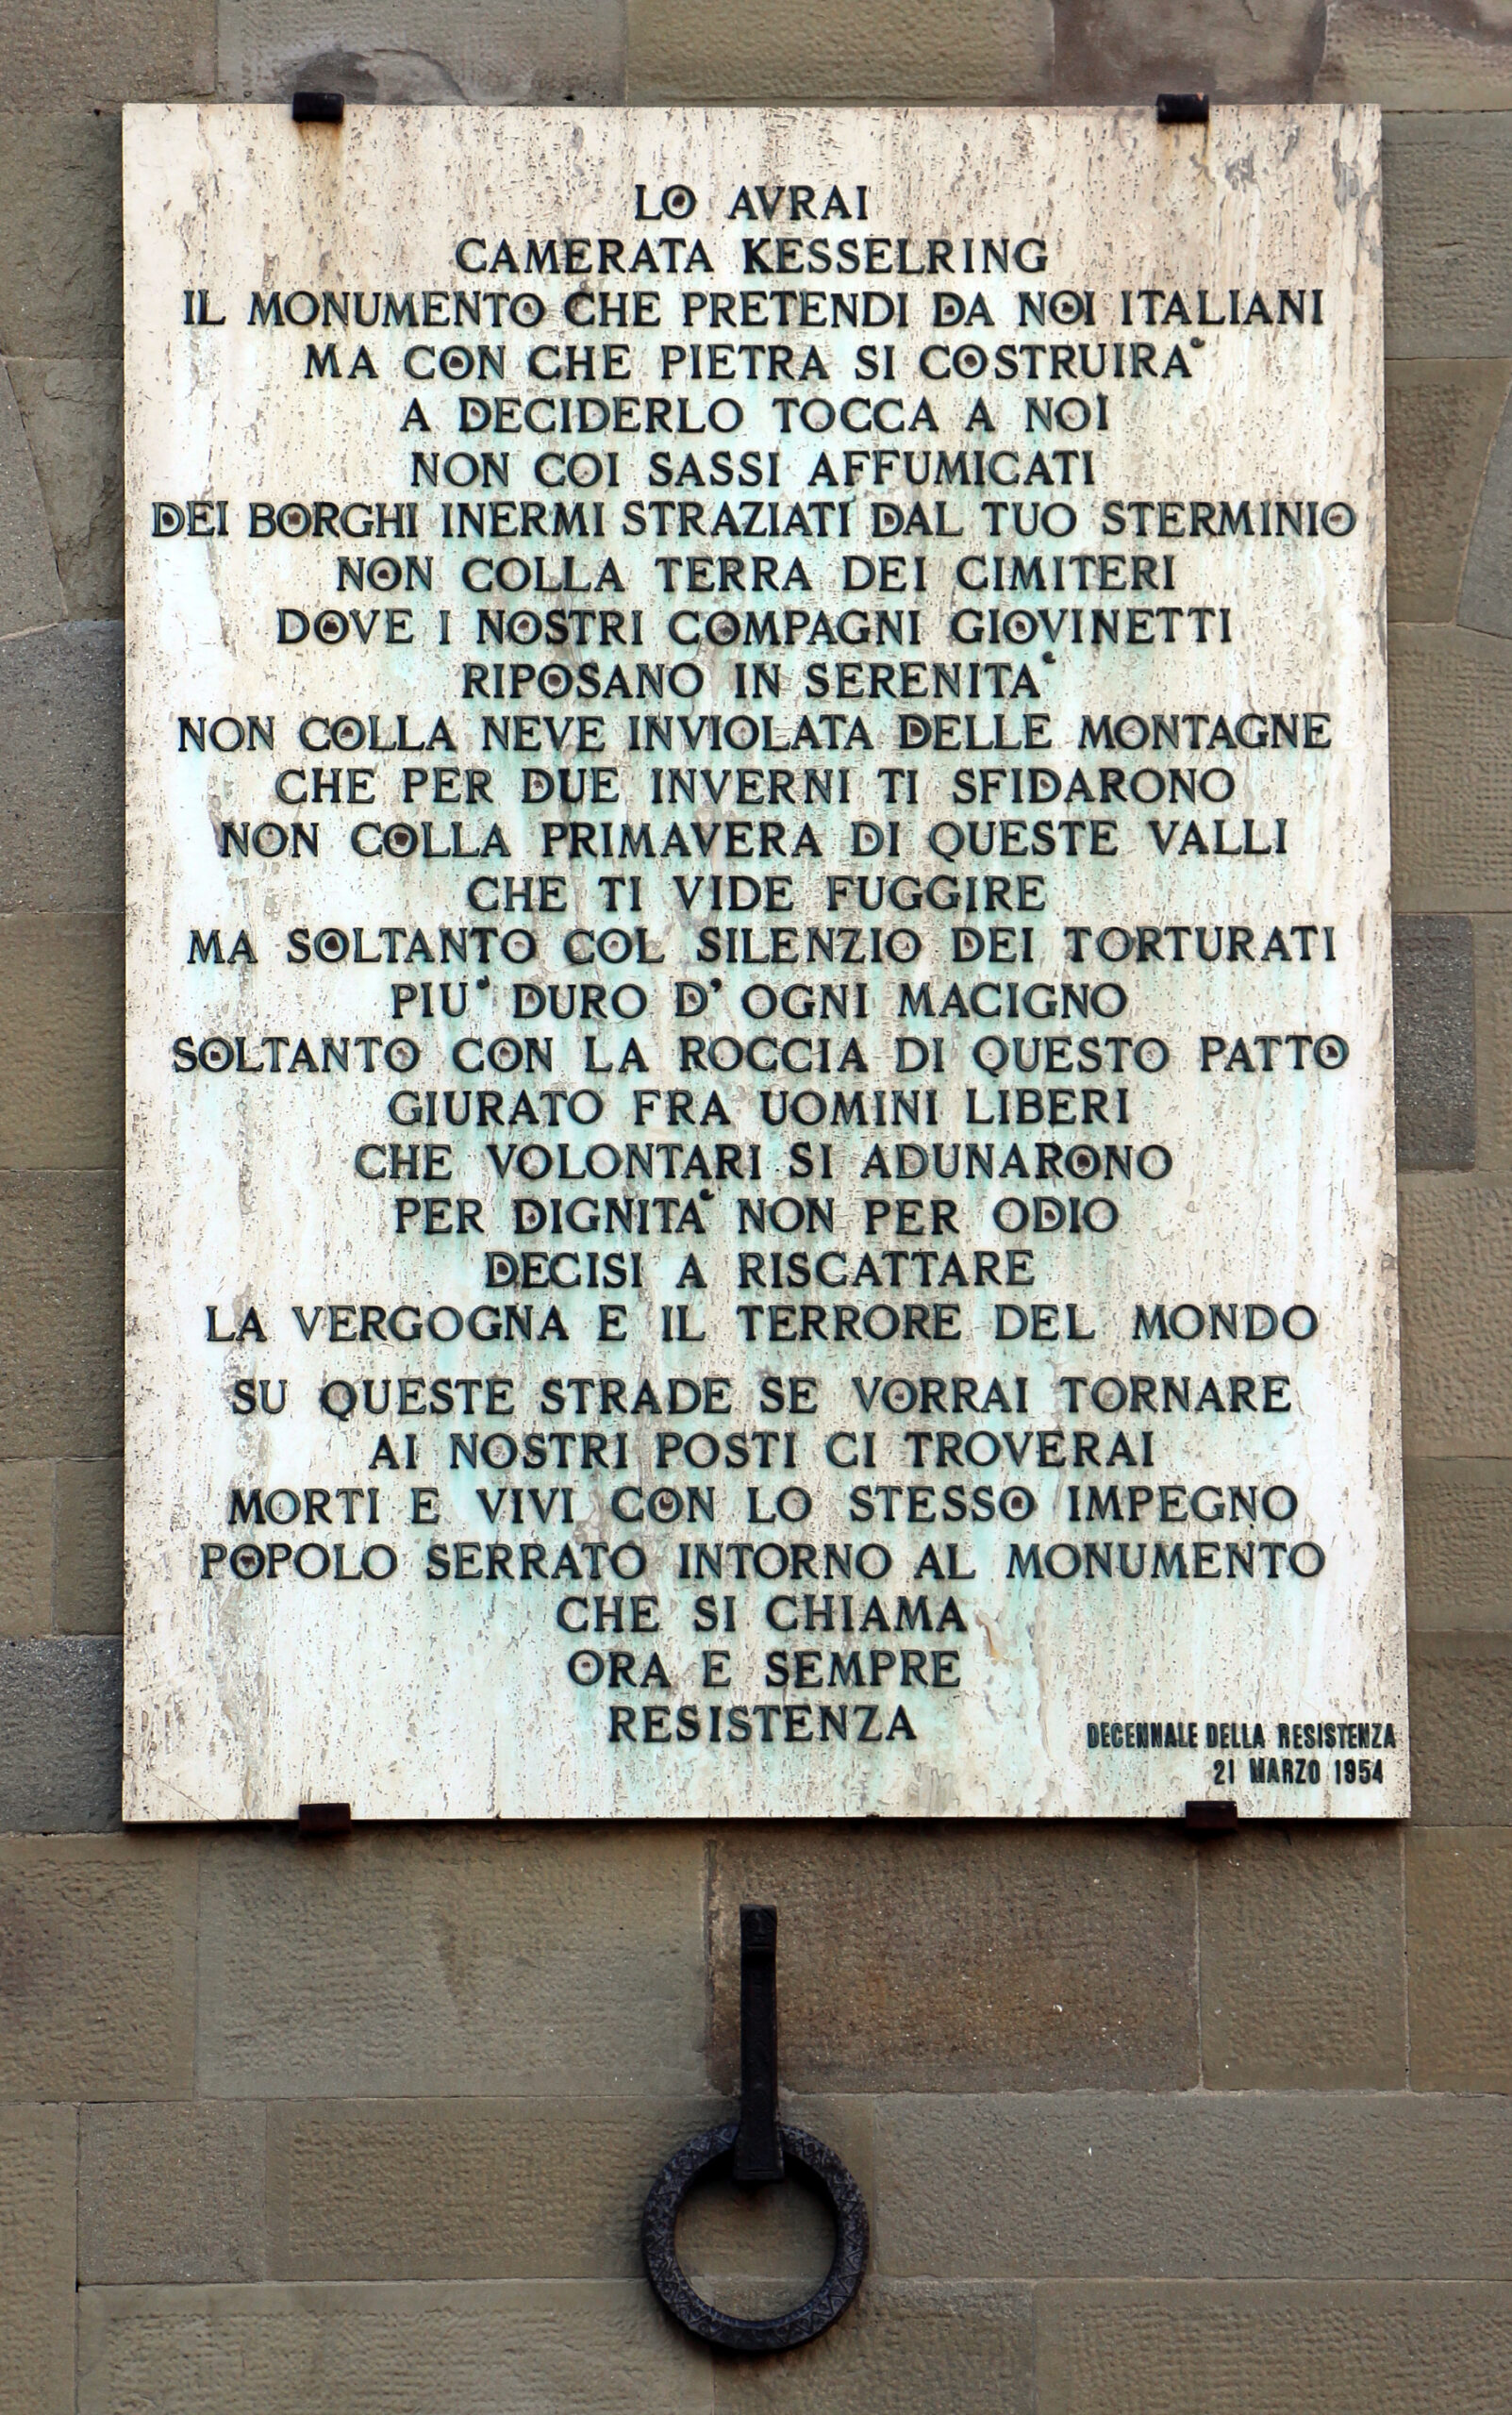 LO AVRAI
CAMERATA KESSELRING
IL MONUMENTO CHE PRETENDI DA NOI ITALIANI
MA CON CHE PIETRA SI COSTRUIRA'
A DECIDERLO TOCCA A NOI
NON COI SASSI AFFUMICATI
DEI BORGHI INERMI STRAZIATI DAL TUO STERMINIO
NON COLLA TERRA DEI CIMITERI
DOVE I NOSTRI COMPAGNI GIOVINETTI
RIPOSANO IN SERENITA'
NON COLLA NEVE INVIOLATA DELLE MONTAGNE
CHE PER DUE INVERNI TI SFIDARONO
NON COLLA PRIMAVERA DI QUESTE VALLI
CHE TI VIDE FUGGIRE
MA SOLTANTO COL SILENZIO DEI TORTURATI
PIU' DURO D' OGNI MACIGNO
SOLTANTO CON LA ROCCIA DI QUESTO PATTO
GIURATO FRA UOMINI LIBERI
CHE VOLONTARI SI ADUNARONO
PER DIGNITA' NON PER ODIO
DECISI A RISCATTARE
LA VERGOGNA E IL TERRORE DEL MONDO
SU QUESTE STRADE SE VORRAI TORNARE
AI NOSTRI POSTI CI TROVERAI
MORTI E VIVI CON LO STESSO IMPEGNO
POPOLO SERRATO INTORNO AL MONUMENTO
CHE SI CHIAMA
ORA E SEMPRE
RESISTENZA
DECENNALE DELLA RESISTENZA
21 MARZO 1954